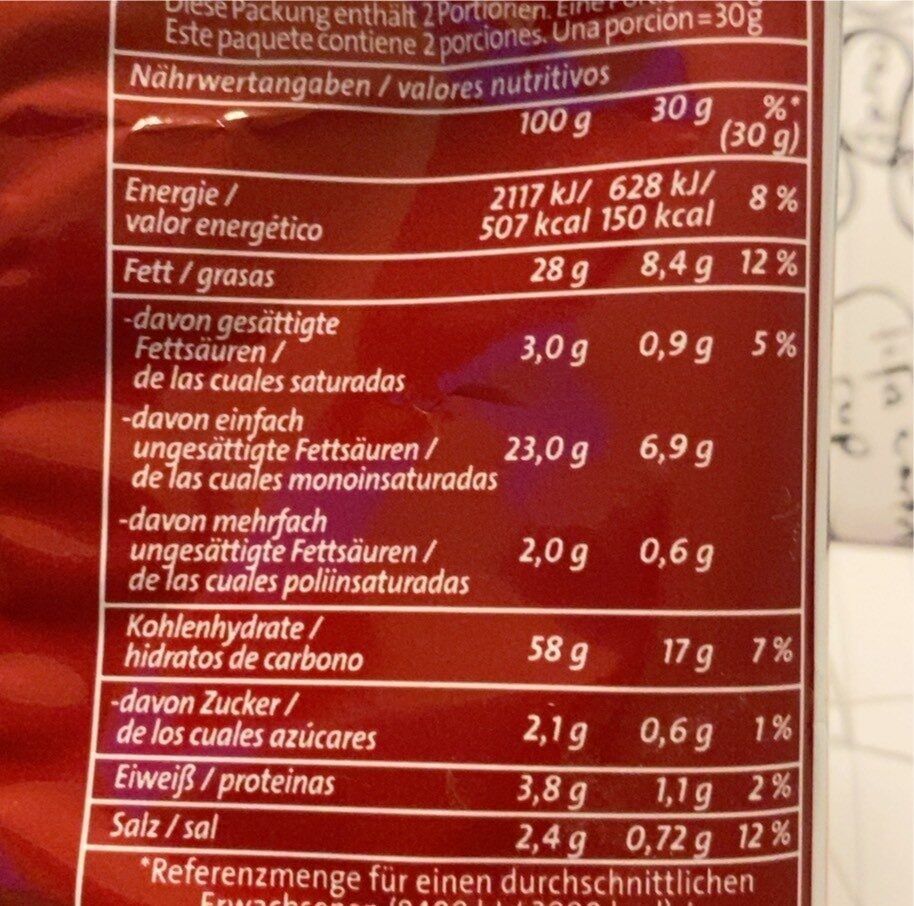 Diese Packung enthält 2 Portionen.
Este paquete contiene 2 porciones. Una porción=30g
Nährwertangaben / valores nutritivos
100 g 30 g %*
(30 g)
Energie / 2117 kJ/ 628 kJ/ 8 %
valor energético 507 kcal 150 kcal
Fett / grasas 28 g 8,4 g 12 %
-davon gesättigte
Fettsäuren / 3,0 g 0,9 g 5 %
de las cuales saturadas
-davon einfach
ungesättigte Fettsäuren / 23,0 g 6,9 g
de las cuales monoinsaturadas
-davon mehrfach
ungesättigte Fettsäuren / 2,0 g 0,6 g
de las cuales poliinsaturadas
Kohlenhydrate / 58 g 17 g 7 %
hidratos de carbono
-davon Zucker / 2,1 g 0,6 g 1 %
de los cuales azúcares
Eiweiß / proteinas 3,8 g 1,1 g 2 %
Salz / sal 2,4 g 0,72 g 12 %
*Referenzmenge für einen durchschnittlichen